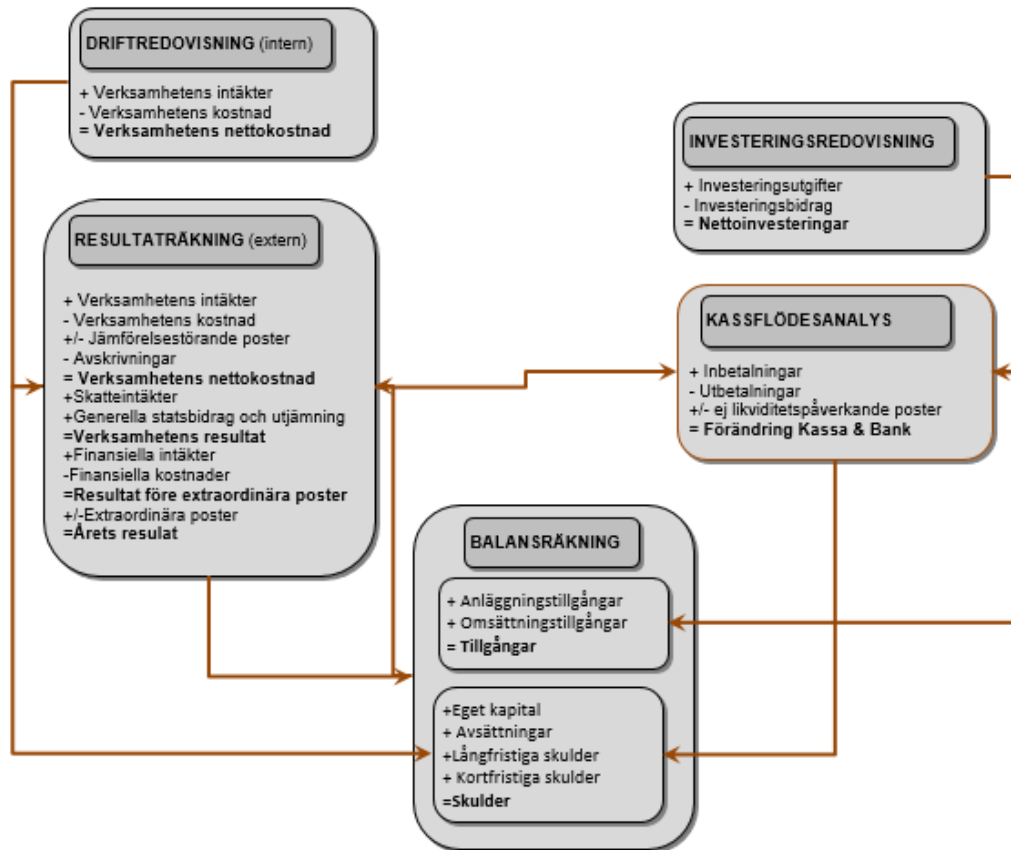 DRIFTREDOVISNING (intern)
+ Verksamhetens intäkter
- Verksamhetens kostnad
= Verksamhetens nettokostnad
RESULTATRÄKNING (extern)
+ Verksamhetens intäkter
- Verksamhetens kostnad
+/- Jämförelsestörande poster
- Avskrivningar
= Verksamhetens nettokostnad
+Skatteintäkter
+Generella statsbidrag och utjämning
=Verksamhetens resultat
+Finansiella intäkter
-Finansiella kostnader
=Resultat före extraordinära poster
+/-Extraordinära poster
=Årets resulat
INVESTERINGSREDOVISNING
+ Investeringsutgifter
- Investeringsbidrag
= Nettoinvesteringar
KASSFLÖDESANALYS
+ Inbetalningar
- Utbetalningar
+/- ej likviditetspåverkande poster
= Förändring Kassa & Bank
BALANSRÄKNING
+ Anläggningstillgångar
+ Omsättningstillgångar
= Tillgångar
+Eget kapital
+ Avsättningar
+Långfristiga skulder
+ Kortfristiga skulder
=Skulder